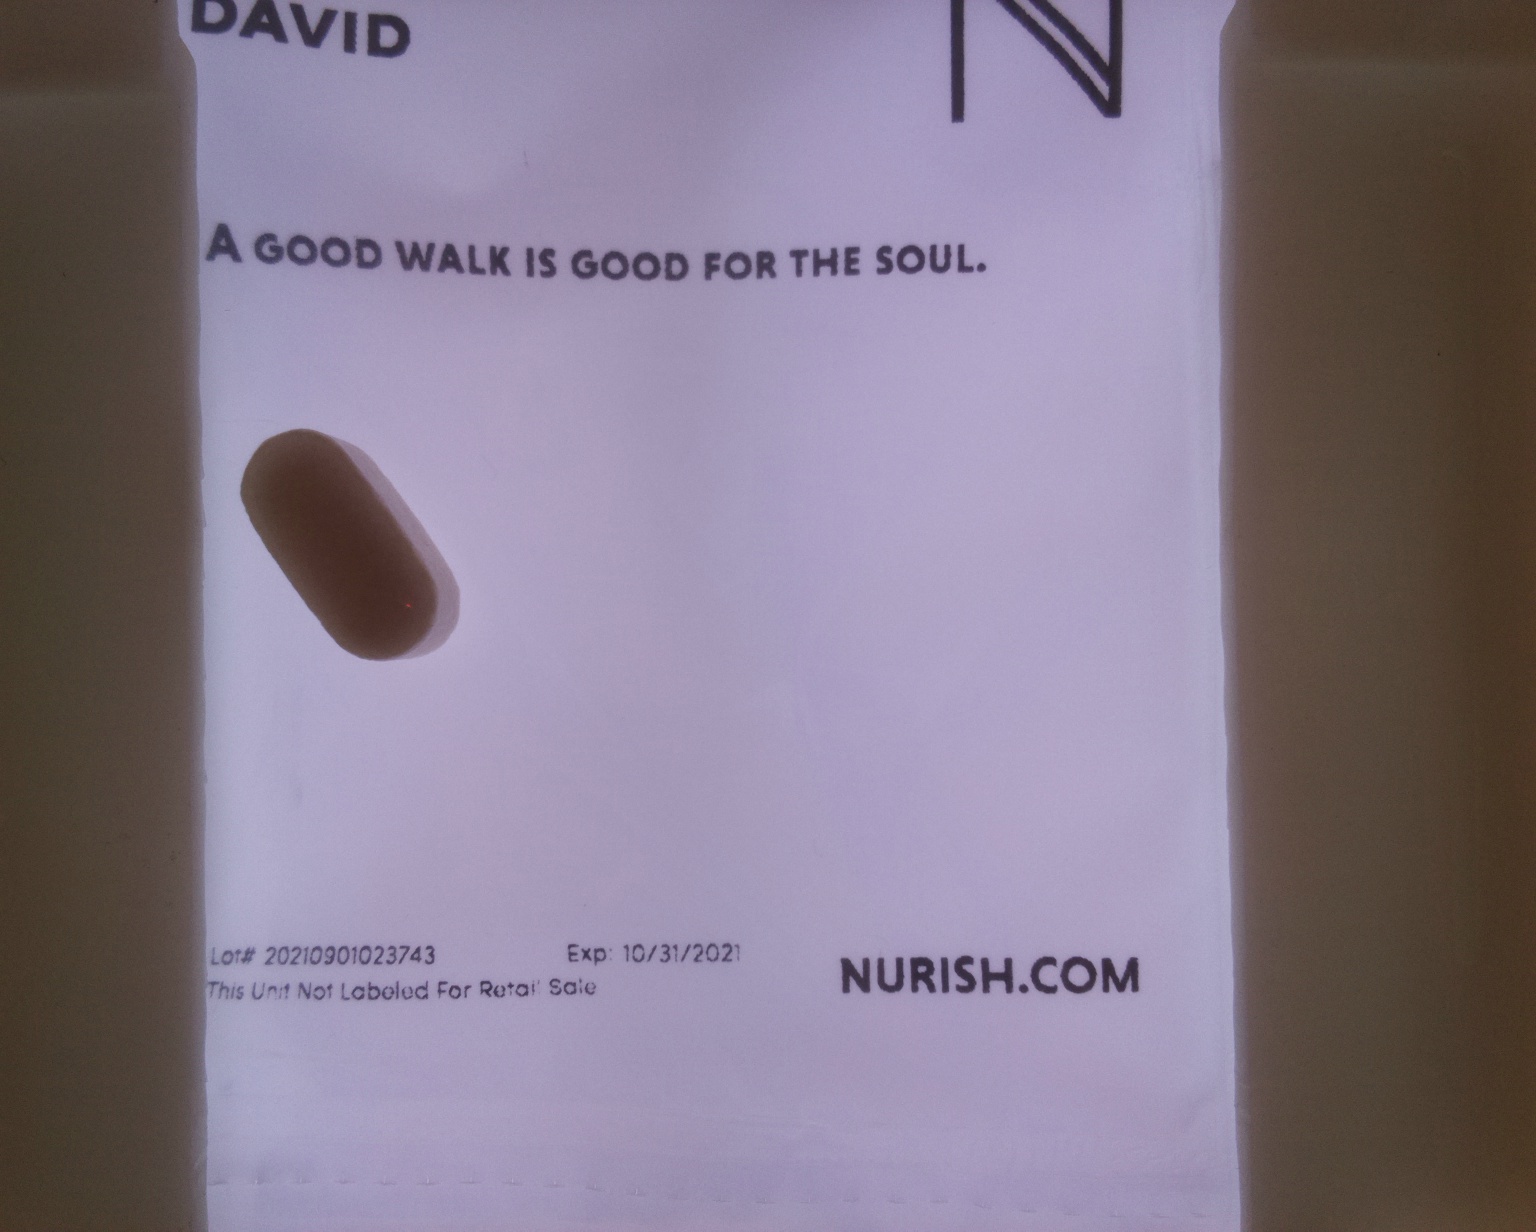 DAVID
N
A GOOD WALK IS GOOD FOR THE SOUL.
Lot# 20210901023743 Exp: 10/31/2021
This Unit Not Labeled For Retail Sale
NURISH.COM